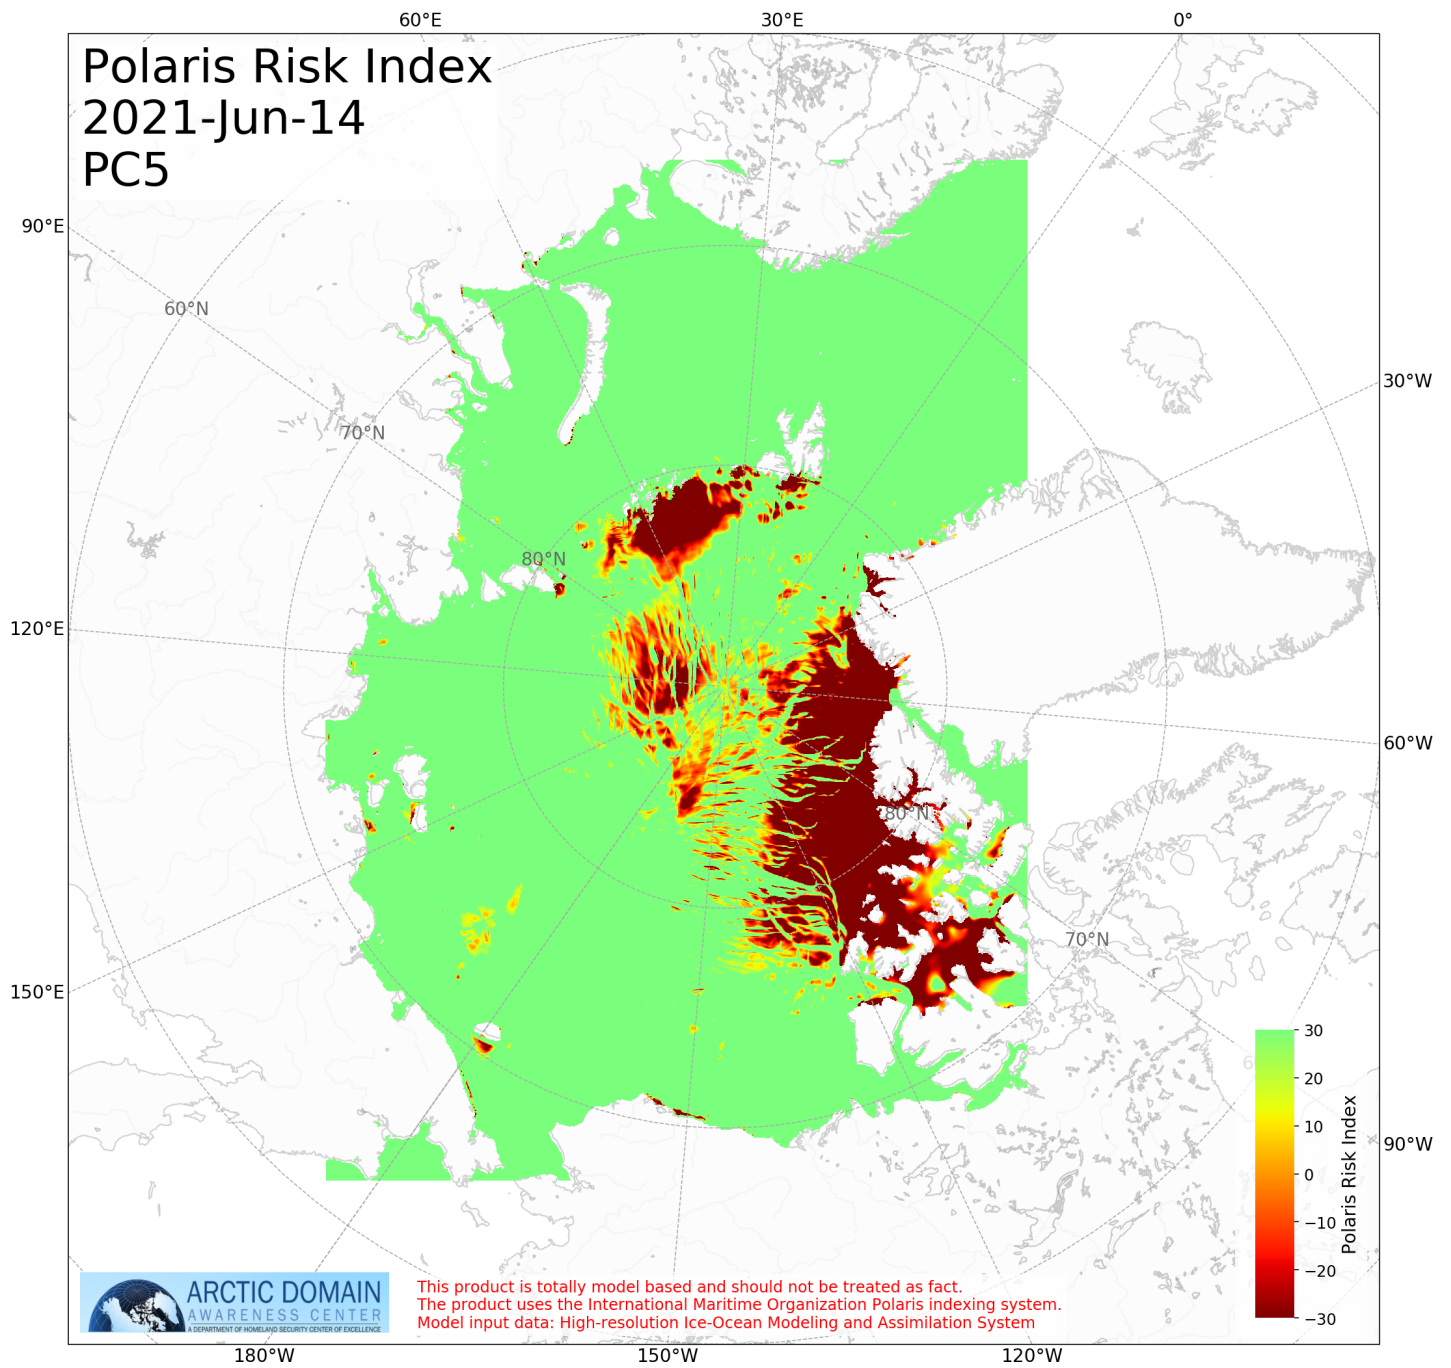 60°E 30°E 0°
Polaris Risk Index
2021-Jun-14
PC5
90°E
60°N
30°W
70°N
80°N
120°E
60°W
80°N
70°N
150°E
30
20
10
0
−10
−20
−30
Polaris Risk Index
90°W
ARCTIC DOMAIN
AWARENESS CENTER
A DEPARTMENT OF HOMELAND SECURITY CENTER OF EXCELLENCE
This product is totally model based and should not be treated as fact.
The product uses the International Maritime Organization Polaris indexing system.
Model input data: High-resolution Ice-Ocean Modeling and Assimilation System
180°W 150°W 120°W